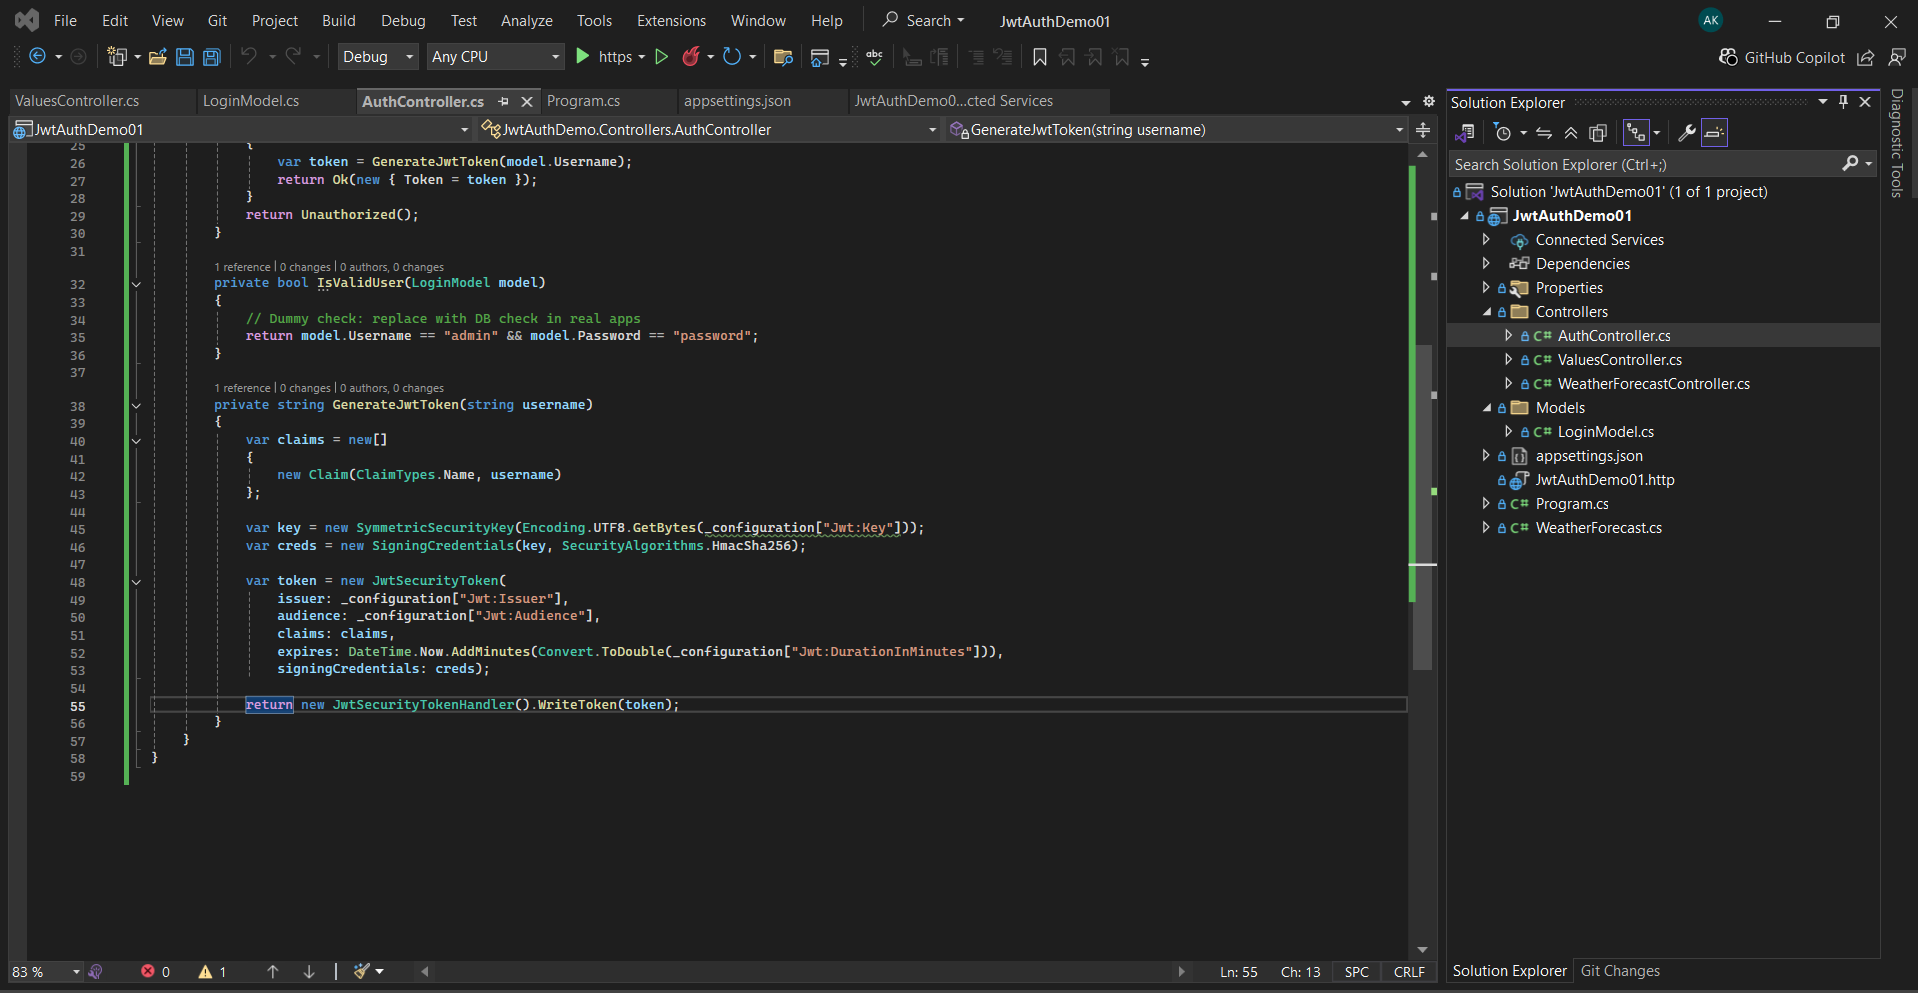 File Edit View Git Project Build Debug Test Analyze Tools Extensions Window Help Search JwtAuthDemo01 AK
Debug Any CPU https abc GitHub Copilot
ValuesController.cs LoginModel.cs AuthController.cs Program.cs appsettings.json JwtAuthDemo0...cted Services
JwtAuthDemo01 JwtAuthDemo.Controllers.AuthController GenerateJwtToken(string username)
25 {
26 var token = GenerateJwtToken(model.Username);
27 return Ok(new { Token = token });
28 }
29 return Unauthorized();
30 }
31
1 reference | 0 changes | 0 authors, 0 changes
32 private bool IsValidUser(LoginModel model)
33 {
34 // Dummy check: replace with DB check in real apps
35 return model.Username == "admin" && model.Password == "password";
36 }
37
1 reference | 0 changes | 0 authors, 0 changes
38 private string GenerateJwtToken(string username)
39 {
40 var claims = new[]
41 {
42 new Claim(ClaimTypes.Name, username)
43 };
44
45 var key = new SymmetricSecurityKey(Encoding.UTF8.GetBytes(_configuration["Jwt:Key"]));
46 var creds = new SigningCredentials(key, SecurityAlgorithms.HmacSha256);
47
48 var token = new JwtSecurityToken(
49 issuer: _configuration["Jwt:Issuer"],
50 audience: _configuration["Jwt:Audience"],
51 claims: claims,
52 expires: DateTime.Now.AddMinutes(Convert.ToDouble(_configuration["Jwt:DurationInMinutes"])),
53 signingCredentials: creds);
54
55 return new JwtSecurityTokenHandler().WriteToken(token);
56 }
57 }
58 }
59
83 % 0 1 Ln: 55 Ch: 13 SPC CRLF
Solution Explorer
Search Solution Explorer (Ctrl+;)
Solution 'JwtAuthDemo01' (1 of 1 project)
JwtAuthDemo01
Connected Services
Dependencies
Properties
Controllers
C# AuthController.cs
C# ValuesController.cs
C# WeatherForecastController.cs
Models
C# LoginModel.cs
appsettings.json
JwtAuthDemo01.http
C# Program.cs
C# WeatherForecast.cs
Solution Explorer Git Changes
Diagnostic Tools